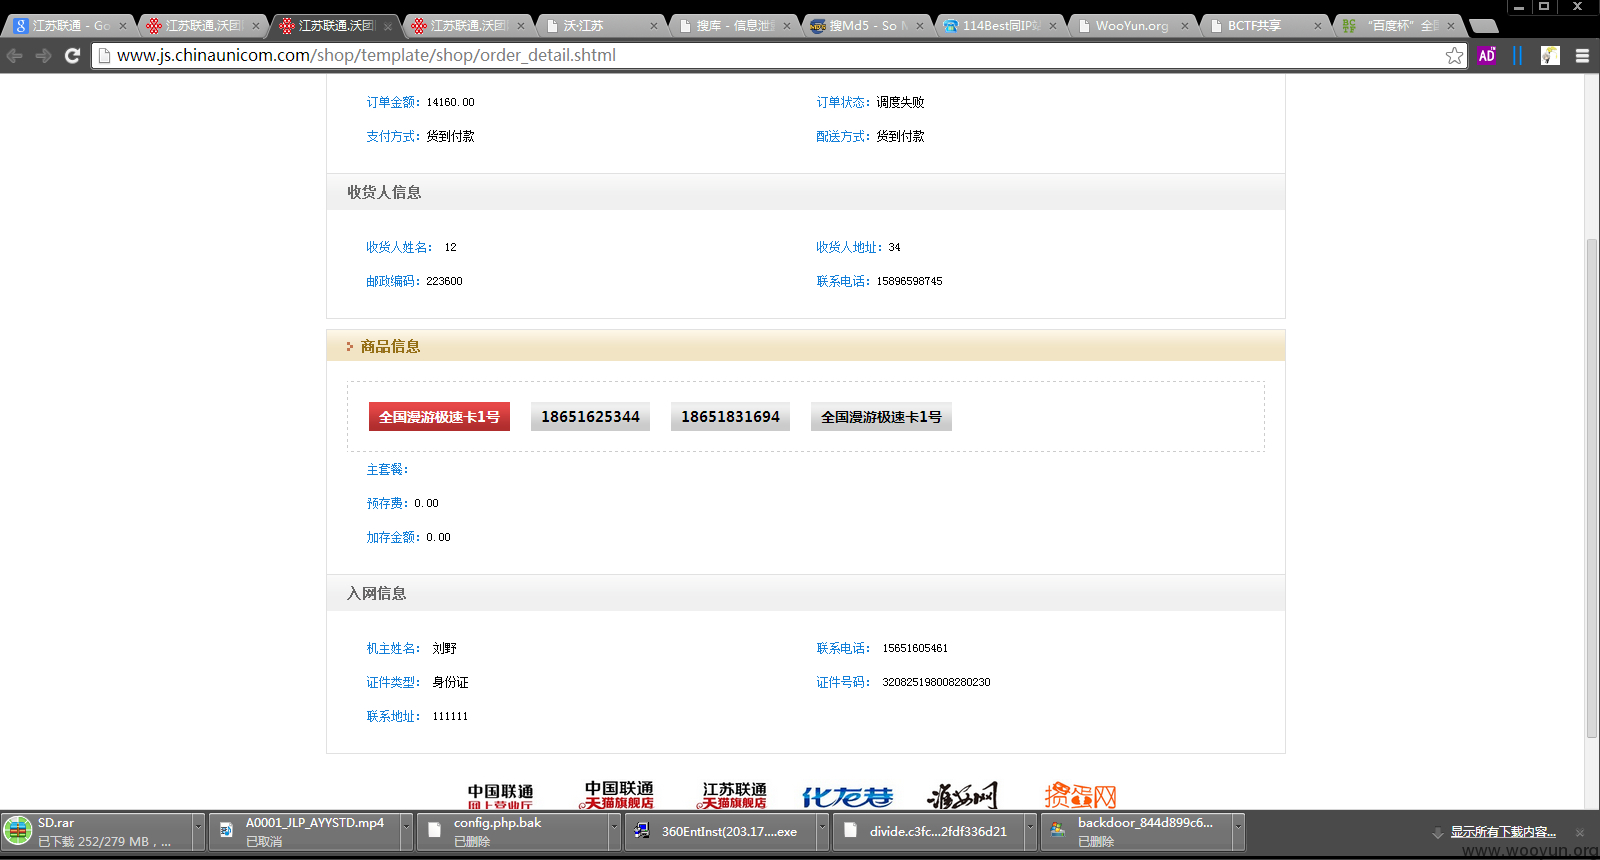 江苏联通 - Go
江苏联通.沃团
江苏联通.沃团
江苏联通.沃团
沃·江苏
搜库 - 信息泄
搜Md5 - So M
114Best同IP站
WooYun.org
BCTF共享
“百度杯”全
www.js.chinaunicom.com/shop/template/shop/order_detail.shtml
订单金额：14160.00
订单状态：调度失败
支付方式：货到付款
配送方式：货到付款
收货人信息
收货人姓名： 12
收货人地址：34
邮政编码：223600
联系电话：15896598745
商品信息
全国漫游极速卡1号
18651625344
18651831694
全国漫游极速卡1号
主套餐：
预存费：0.00
加存金额：0.00
入网信息
机主姓名： 刘野
联系电话： 15651605461
证件类型： 身份证
证件号码： 320825198008280230
联系地址： 111111
中国联通
网上营业厅
中国联通
天猫旗舰店
江苏联通
天猫旗舰店
化龙巷
淮安网
掼蛋网
SD.rar
已下载 252/279 MB，...
A0001_JLP_AYYSTD.mp4
已取消
config.php.bak
已删除
360EntInst(203.17....exe
divide.c3fc...2fdf336d21
backdoor_844d899c6...
已删除
显示所有下载内容...
www.wooyun.org